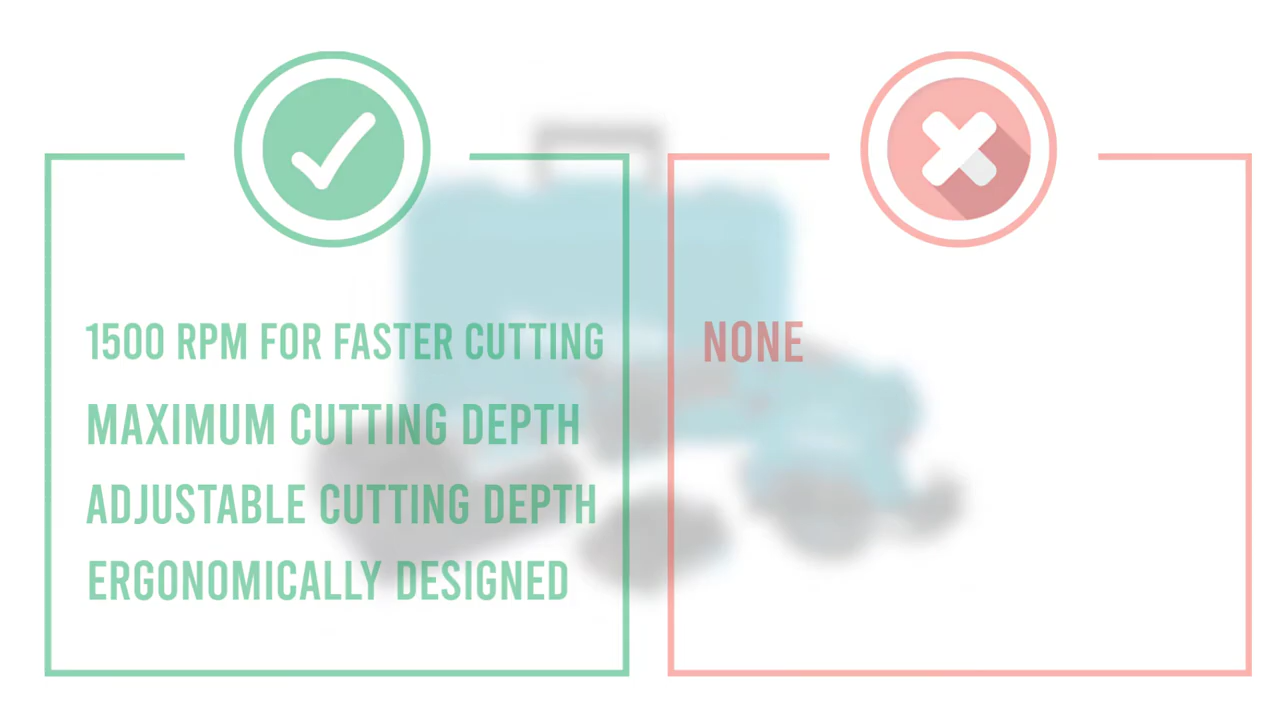 1500 RPM FOR FASTER CUTTING
MAXIMUM CUTTING DEPTH
ADJUSTABLE CUTTING DEPTH
ERGONOMICALLY DESIGNED
NONE